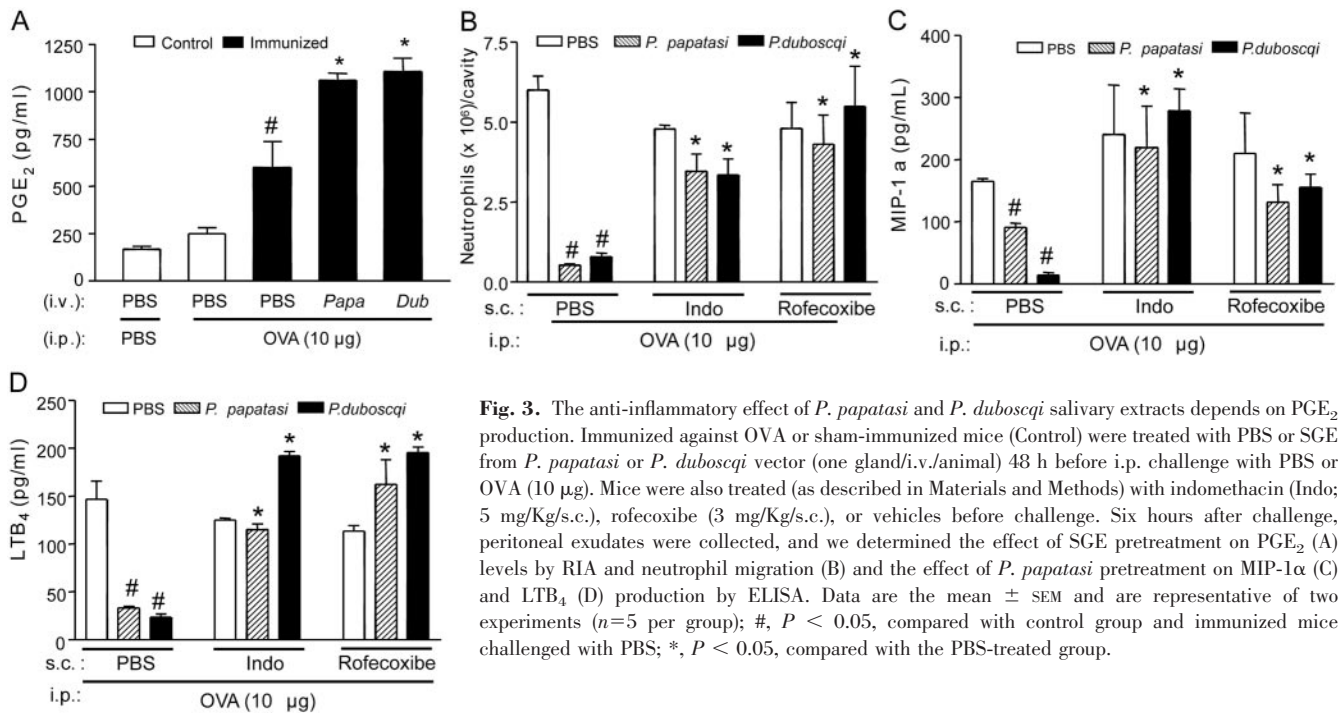 A
Control Immunized
PGE2 (pg/ml)
1250
1000
750
500
250
0
#
*
*
(i.v.): PBS PBS PBS Papa Dub
(i.p.): PBS OVA (10 µg)
B
PBS P. papatasi P.duboscqi
Neutrophils (x 10⁶)/cavity
7.5
5.0
2.5
0.0
# #
* *
* *
s.c. : PBS Indo Rofecoxibe
i.p.: OVA (10 µg)
C
PBS P. papatasi P.duboscqi
MIP-1 a (pg/mL)
400
300
200
100
0
#
#
* *
* *
s.c. : PBS Indo Rofecoxibe
i.p.: OVA (10 µg)
D
PBS P. papatasi P.duboscqi
LTB4 (pg/ml)
250
200
150
100
50
0
# #
* *
* *
s.c. : PBS Indo Rofecoxibe
i.p.: OVA (10 µg)
Fig. 3. The anti-inflammatory effect of P. papatasi and P. duboscqi salivary extracts depends on PGE2
production. Immunized against OVA or sham-immunized mice (Control) were treated with PBS or SGE
from P. papatasi or P. duboscqi vector (one gland/i.v./animal) 48 h before i.p. challenge with PBS or
OVA (10 µg). Mice were also treated (as described in Materials and Methods) with indomethacin (Indo;
5 mg/Kg/s.c.), rofecoxibe (3 mg/Kg/s.c.), or vehicles before challenge. Six hours after challenge,
peritoneal exudates were collected, and we determined the effect of SGE pretreatment on PGE2 (A)
levels by RIA and neutrophil migration (B) and the effect of P. papatasi pretreatment on MIP-1α (C)
and LTB4 (D) production by ELISA. Data are the mean ± SEM and are representative of two
experiments (n=5 per group); #, P < 0.05, compared with control group and immunized mice
challenged with PBS; *, P < 0.05, compared with the PBS-treated group.